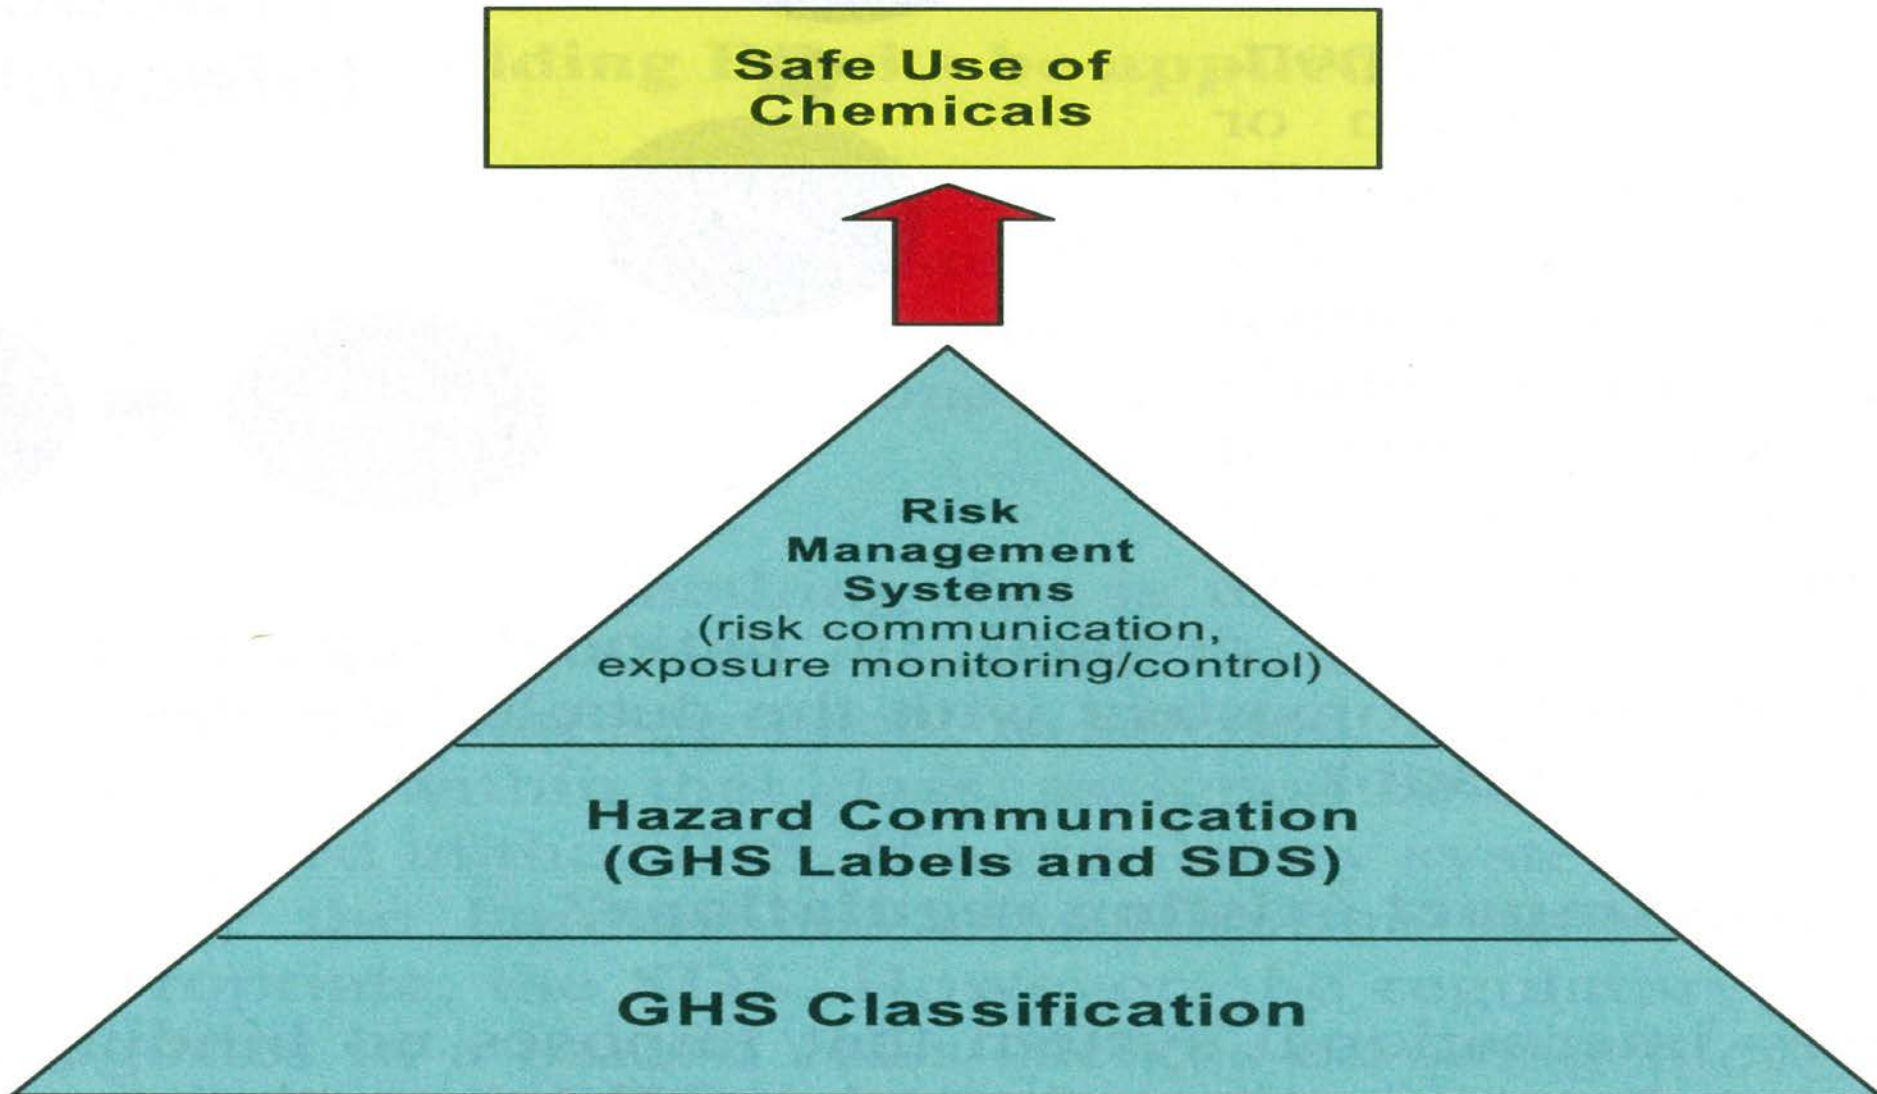 Safe Use of
Chemicals
Risk
Management
Systems
(risk communication,
exposure monitoring/control)
Hazard Communication
(GHS Labels and SDS)
GHS Classification